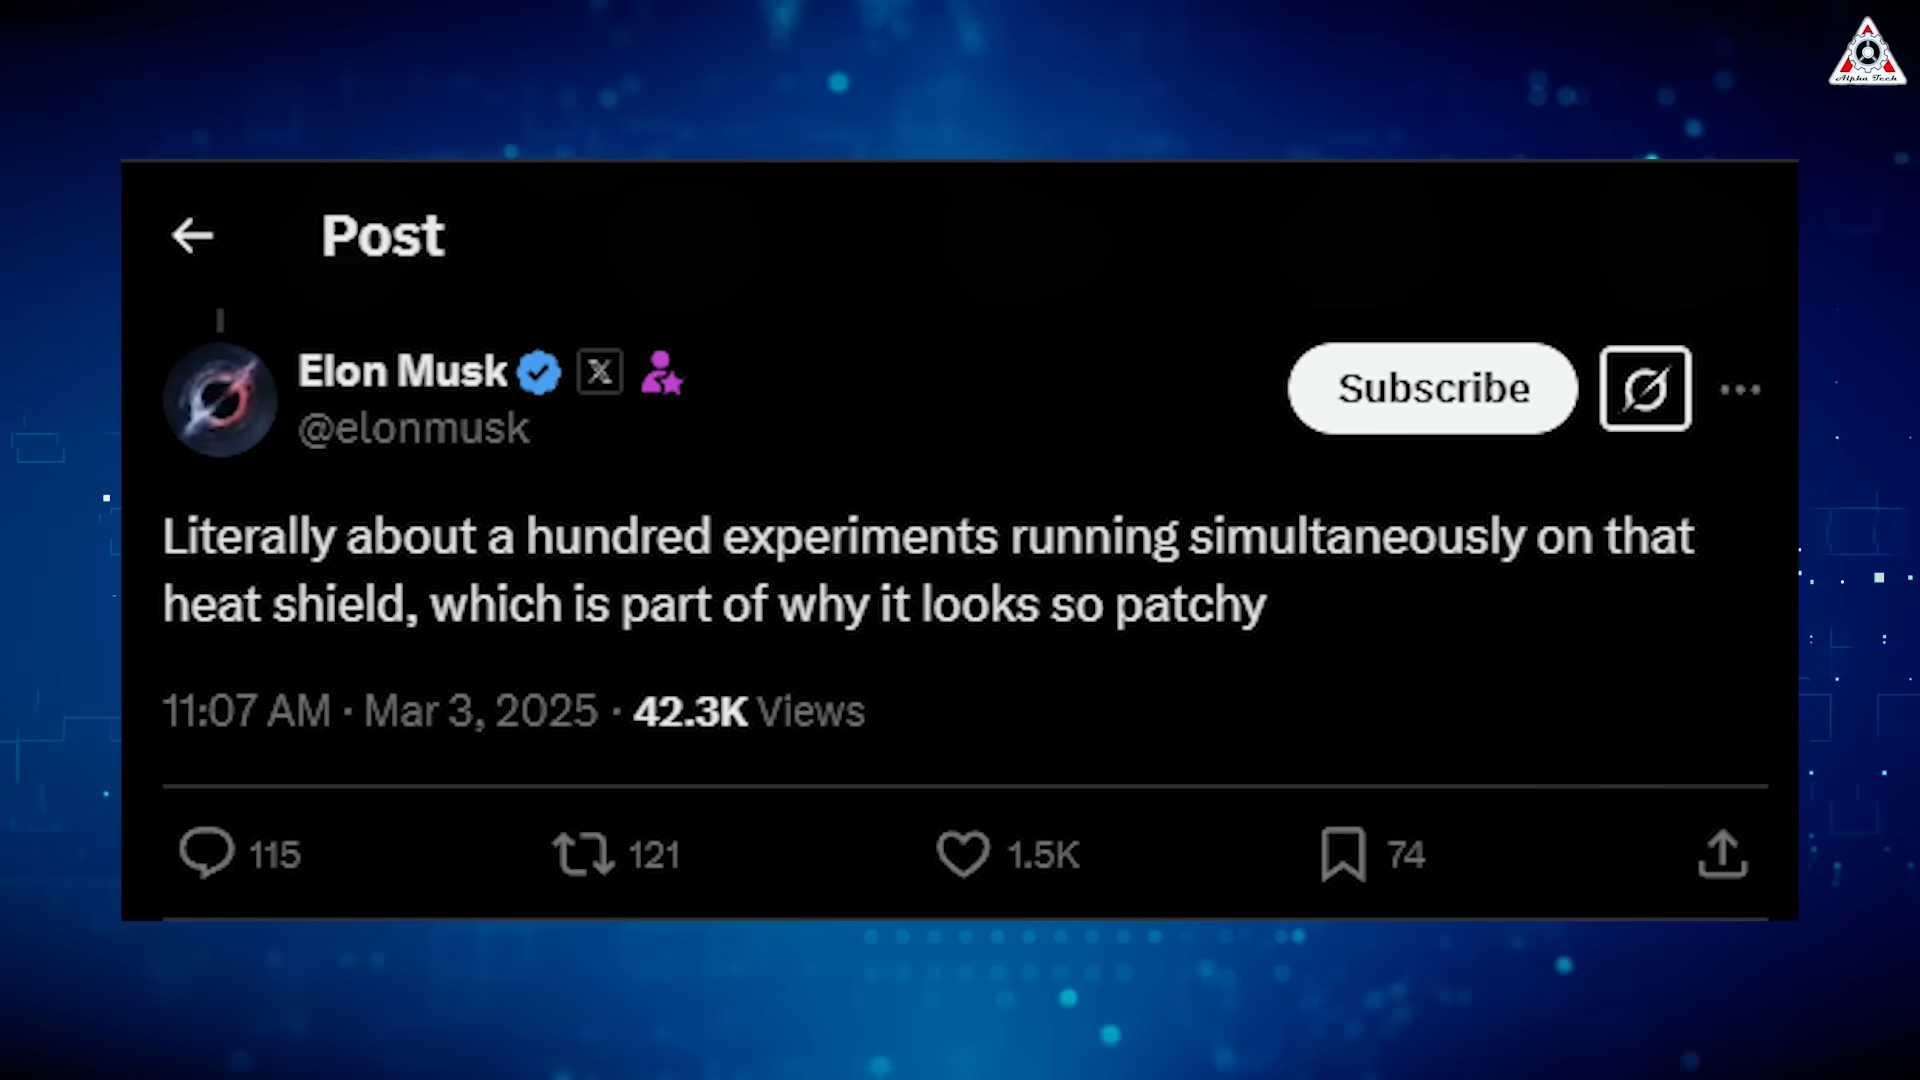 Alpha Tech
Post
Elon Musk
Subscribe
@elonmusk
Literally about a hundred experiments running simultaneously on that
heat shield, which is part of why it looks so patchy
11:07 AM · Mar 3, 2025 · 42.3K Views
115 121 1.5K 74